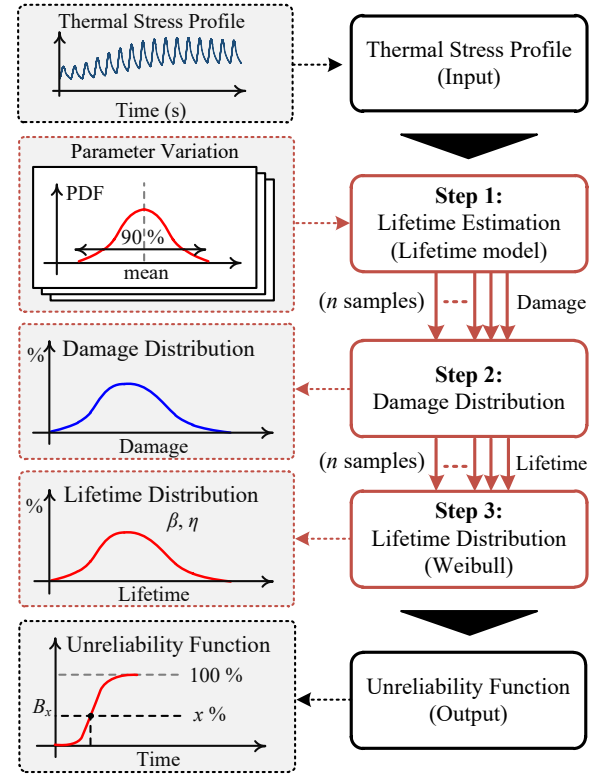 Thermal Stress Profile
Time (s)
Thermal Stress Profile
(Input)
Parameter Variation
PDF
90 %
mean
Step 1:
Lifetime Estimation
(Lifetime model)
(n samples)
Damage
%
Damage Distribution
Damage
Step 2:
Damage Distribution
(n samples)
Lifetime
%
Lifetime Distribution
β, η
Lifetime
Step 3:
Lifetime Distribution
(Weibull)
Unreliability Function
100 %
Bₓ
x %
Time
Unreliability Function
(Output)